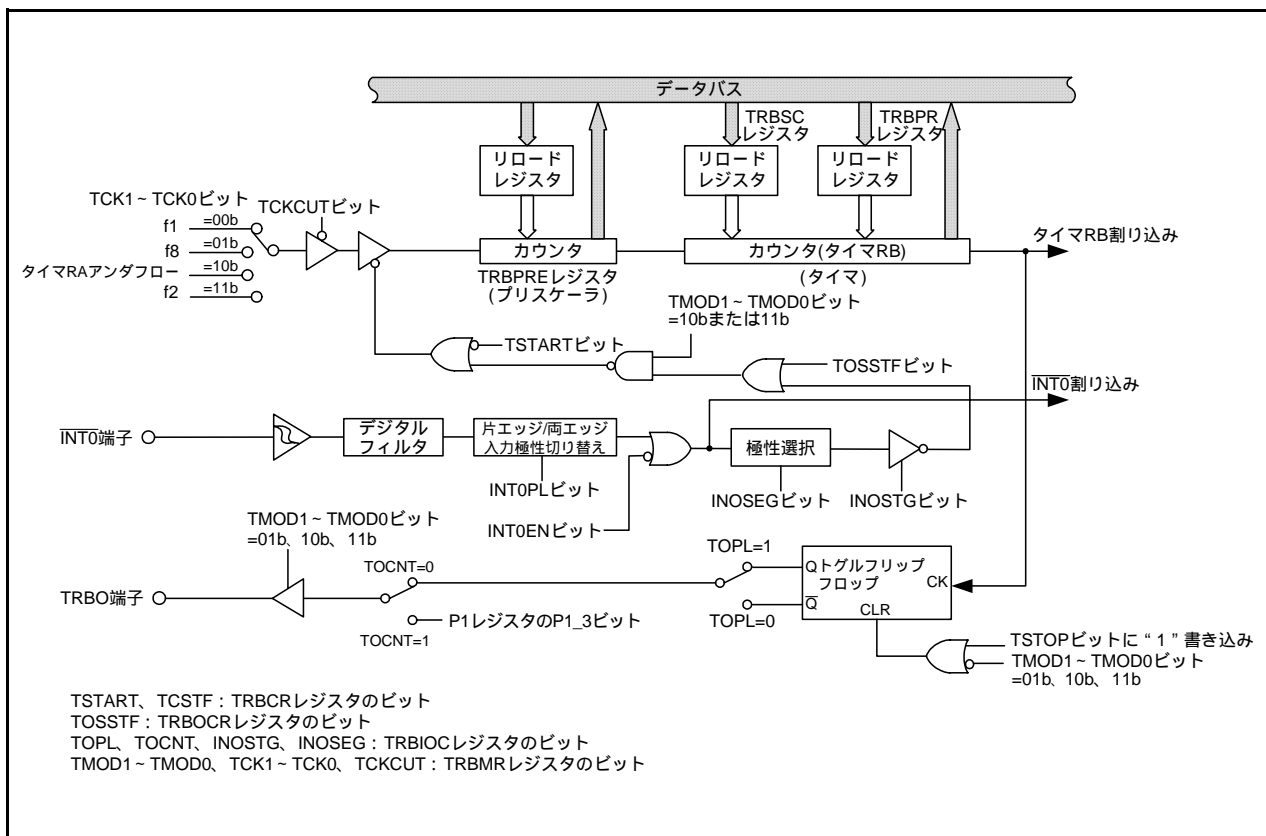 データバス
TRBSC
レジスタ
TRBPR
レジスタ
リロード
レジスタ
リロード
レジスタ
リロード
レジスタ
TCK1~TCK0ビット
TCKCUTビット
f1
=00b
f8
=01b
タイマRAアンダフロー
=10b
f2
=11b
カウンタ
TRBPREレジスタ
(プリスケーラ)
カウンタ(タイマRB)
(タイマ)
タイマRB割り込み
TMOD1~TMOD0ビット
=10bまたは11b
TSTARTビット
TOSSTFビット
INT0割り込み
INT0端子
デジタル
フィルタ
片エッジ/両エッジ
入力極性切り替え
極性選択
INT0PLビット
INOSEGビット
INOSTGビット
INT0ENビット
TMOD1~TMOD0ビット
=01b、10b、11b
TOPL=1
TOCNT=0
Qトグルフリップ
フロップ
CK
TRBO端子
Q
CLR
P1レジスタのP1_3ビット
TOPL=0
TOCNT=1
TSTOPビットに“1”書き込み
TMOD1~TMOD0ビット
=01b、10b、11b
TSTART、TCSTF:TRBCRレジスタのビット
TOSSTF:TRBOCRレジスタのビット
TOPL、TOCNT、INOSTG、INOSEG:TRBIOCレジスタのビット
TMOD1~TMOD0、TCK1~TCK0、TCKCUT:TRBMRレジスタのビット